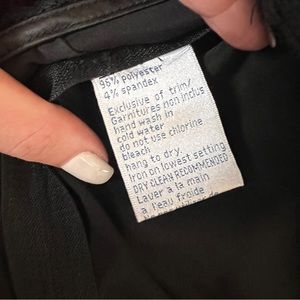 96% polyester
4% spandex
Exclusive of trim/
Garnitures non inclus
hand wash in
cold water
do not use chlorine
bleach
hang to dry.
Iron on lowest setting
DRY CLEAN RECOMMENDED
Laver à la main
à l'eau froide